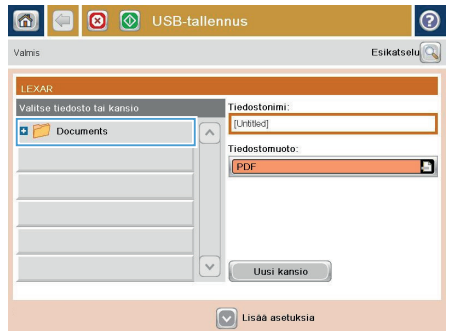 USB-tallennus
Valmis
Esikatselu
LEXAR
Valitse tiedosto tai kansio
Documents
Tiedostonimi:
[Untitled]
Tiedostomuoto:
PDF
Uusi kansio
Lisää asetuksia